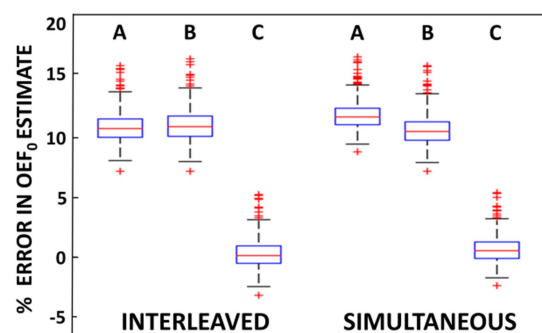 20
15
10
5
0
-5
% ERROR IN OEF0 ESTIMATE
A B C A B C
INTERLEAVED SIMULTANEOUS